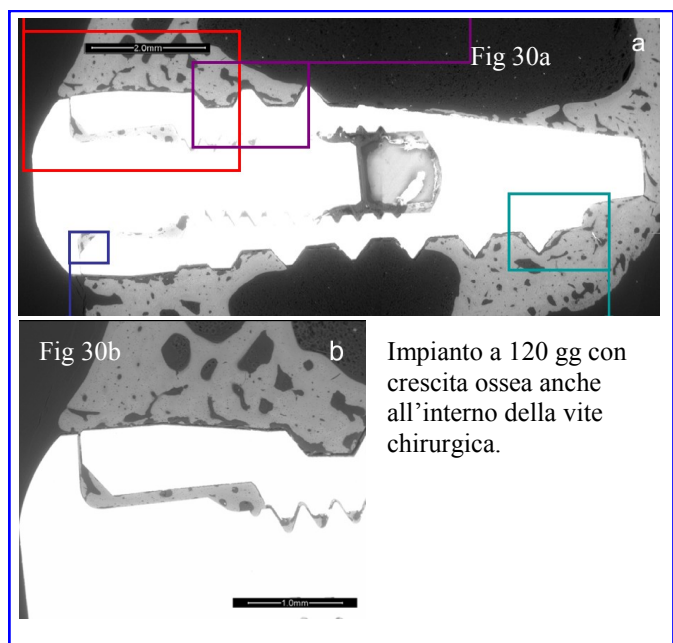 2.0mm
a
Fig 30a
Fig 30b
b
Impianto a 120 gg con
crescita ossea anche
all’interno della vite
chirurgica.
1.0mm